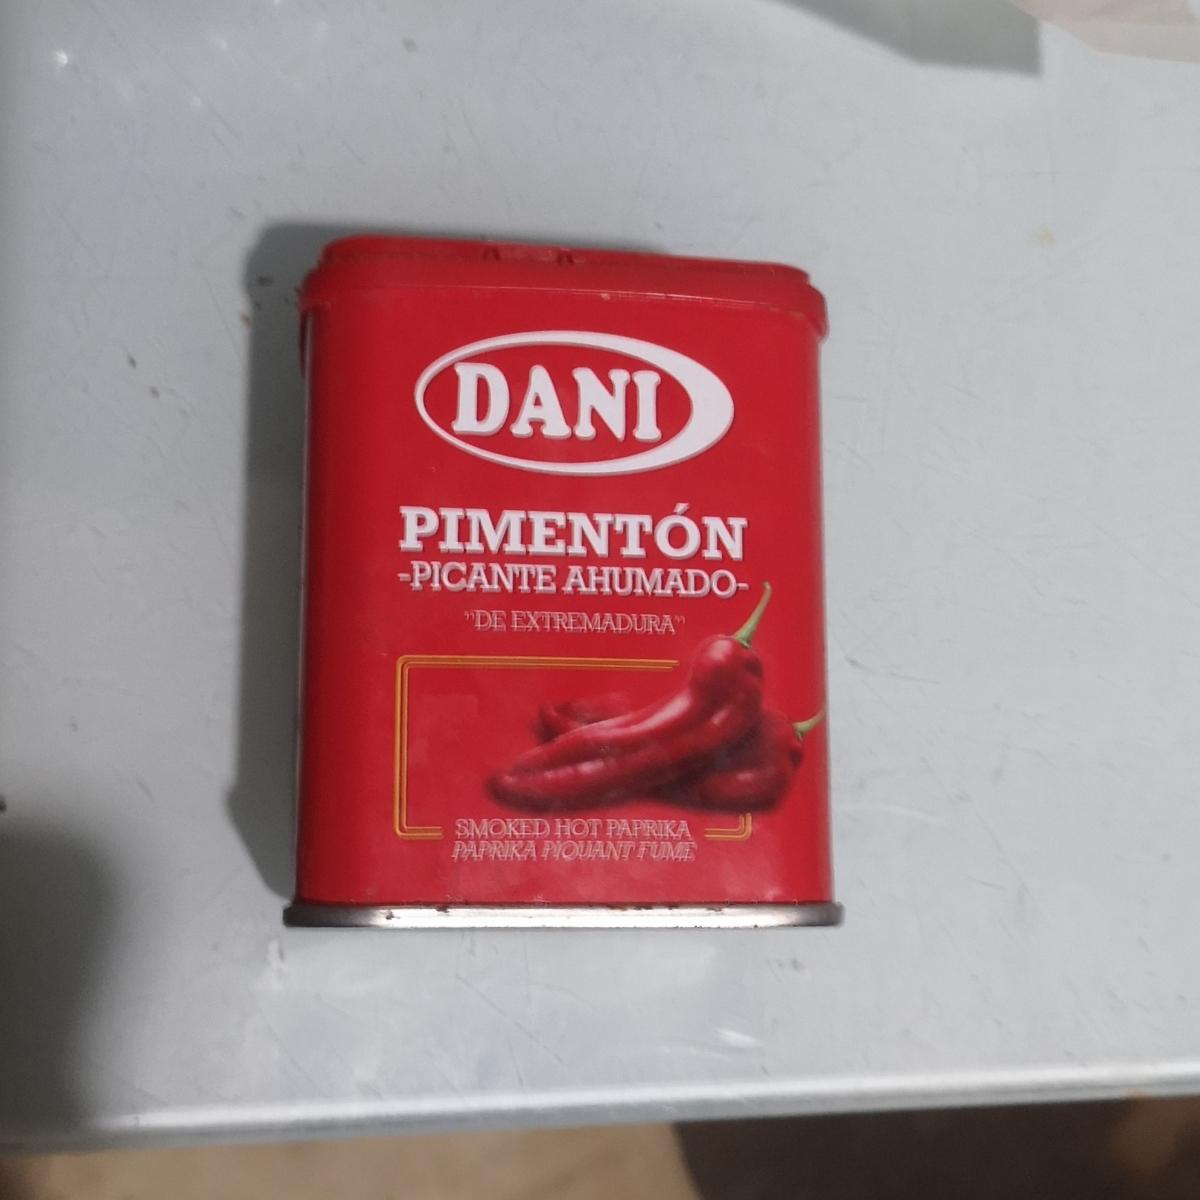 DANI
PIMENTÓN
-PICANTE AHUMADO-
"DE EXTREMADURA"
SMOKED HOT PAPRIKA
PAPRIKA PIQUANT FUME